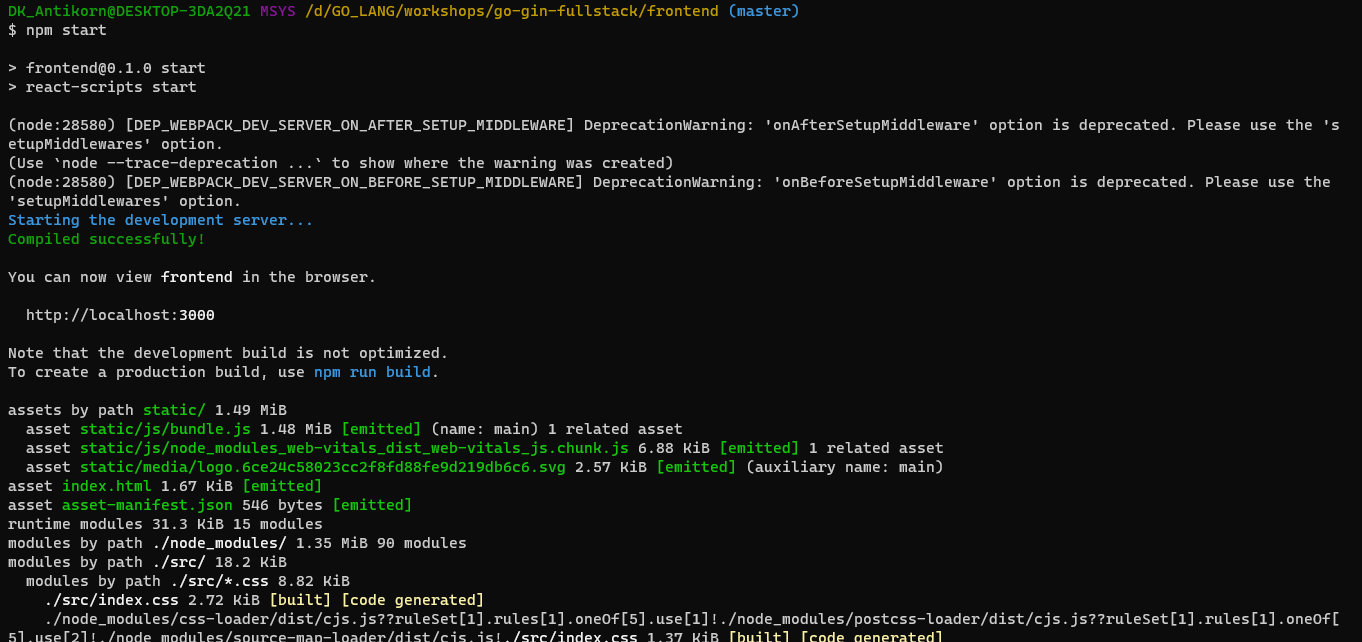 DK_Antikorn@DESKTOP-3DA2Q21 MSYS /d/GO_LANG/workshops/go-gin-fullstack/frontend (master)
$ npm start
> frontend@0.1.0 start
> react-scripts start
(node:28580) [DEP_WEBPACK_DEV_SERVER_ON_AFTER_SETUP_MIDDLEWARE] DeprecationWarning: 'onAfterSetupMiddleware' option is deprecated. Please use the 's
etupMiddlewares' option.
(Use `node --trace-deprecation ...` to show where the warning was created)
(node:28580) [DEP_WEBPACK_DEV_SERVER_ON_BEFORE_SETUP_MIDDLEWARE] DeprecationWarning: 'onBeforeSetupMiddleware' option is deprecated. Please use the
'setupMiddlewares' option.
Starting the development server...
Compiled successfully!
You can now view frontend in the browser.
http://localhost:3000
Note that the development build is not optimized.
To create a production build, use npm run build.
assets by path static/ 1.49 MiB
asset static/js/bundle.js 1.48 MiB [emitted] (name: main) 1 related asset
asset static/js/node_modules_web-vitals_dist_web-vitals_js.chunk.js 6.88 KiB [emitted] 1 related asset
asset static/media/logo.6ce24c58023cc2f8fd88fe9d219db6c6.svg 2.57 KiB [emitted] (auxiliary name: main)
asset index.html 1.67 KiB [emitted]
asset asset-manifest.json 546 bytes [emitted]
runtime modules 31.3 KiB 15 modules
modules by path ./node_modules/ 1.35 MiB 90 modules
modules by path ./src/ 18.2 KiB
modules by path ./src/*.css 8.82 KiB
./src/index.css 2.72 KiB [built] [code generated]
./node_modules/css-loader/dist/cjs.js??ruleSet[1].rules[1].oneOf[5].use[1]!./node_modules/postcss-loader/dist/cjs.js??ruleSet[1].rules[1].oneOf[
5].use[2]!./node_modules/source-map-loader/dist/cjs.js!./src/index.css 1.37 KiB [built] [code generated]